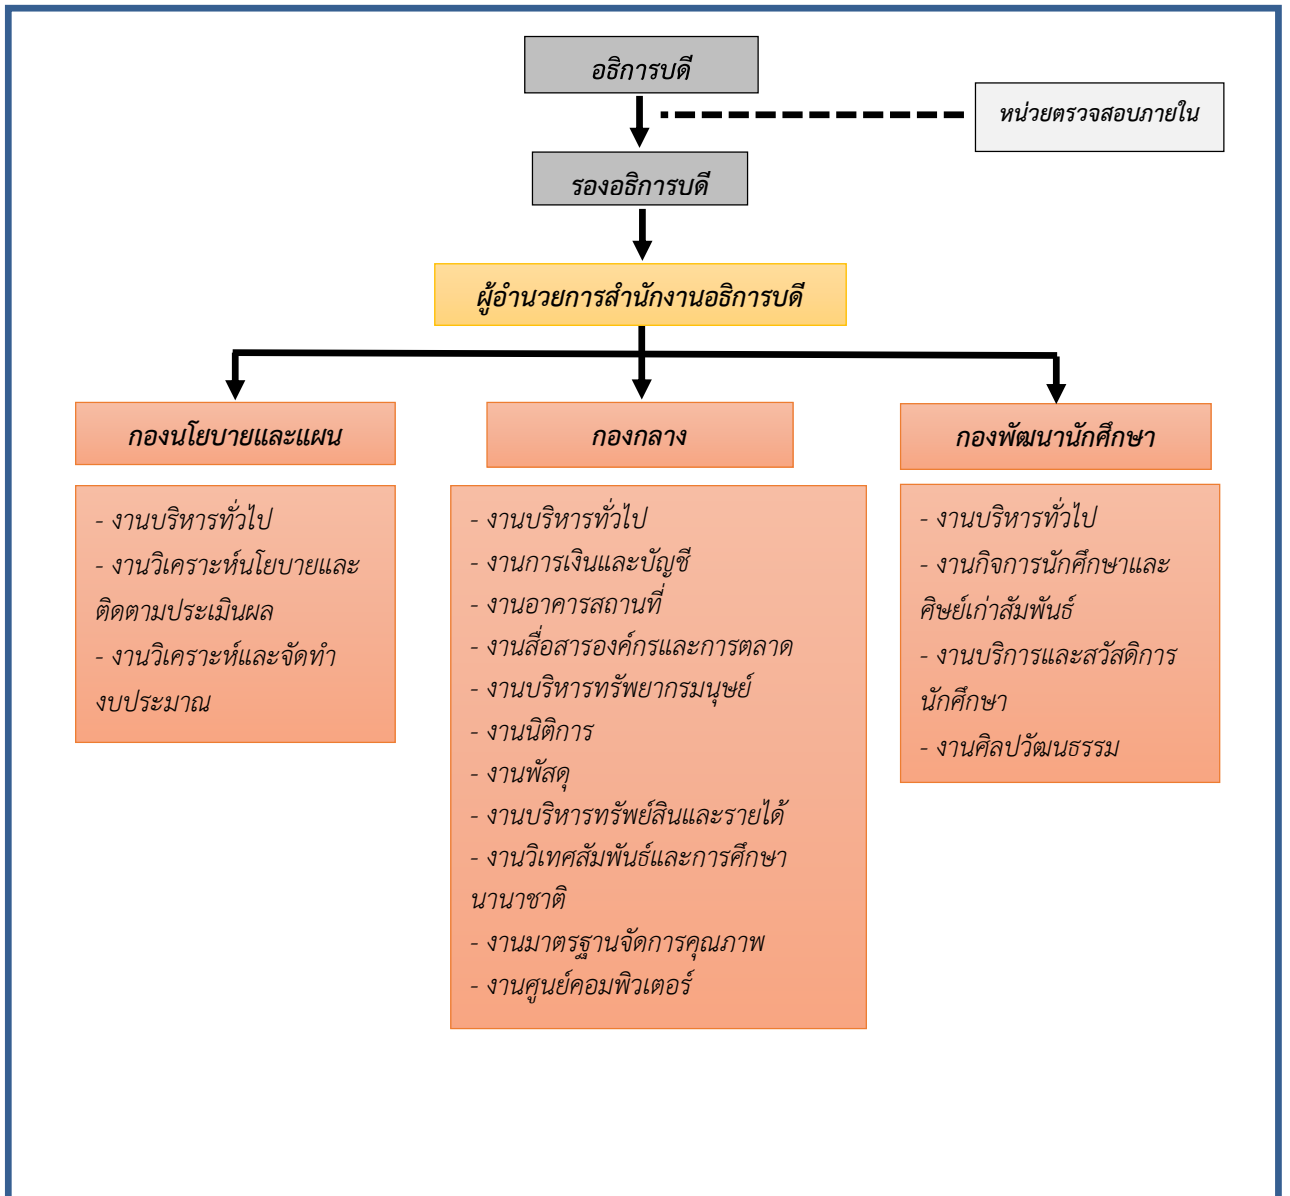 อธิการบดี
หน่วยตรวจสอบภายใน
รองอธิการบดี
ผู้อำนวยการสำนักงานอธิการบดี
กองนโยบายและแผน
- งานบริหารทั่วไป
- งานวิเคราะห์นโยบายและ
ติดตามประเมินผล
- งานวิเคราะห์และจัดทำ
งบประมาณ
กองกลาง
- งานบริหารทั่วไป
- งานการเงินและบัญชี
- งานอาคารสถานที่
- งานสื่อสารองค์กรและการตลาด
- งานบริหารทรัพยากรมนุษย์
- งานนิติการ
- งานพัสดุ
- งานบริหารทรัพย์สินและรายได้
- งานวิเทศสัมพันธ์และการศึกษา
นานาชาติ
- งานมาตรฐานจัดการคุณภาพ
- งานศูนย์คอมพิวเตอร์
กองพัฒนานักศึกษา
- งานบริหารทั่วไป
- งานกิจการนักศึกษาและ
ศิษย์เก่าสัมพันธ์
- งานบริการและสวัสดิการ
นักศึกษา
- งานศิลปวัฒนธรรม